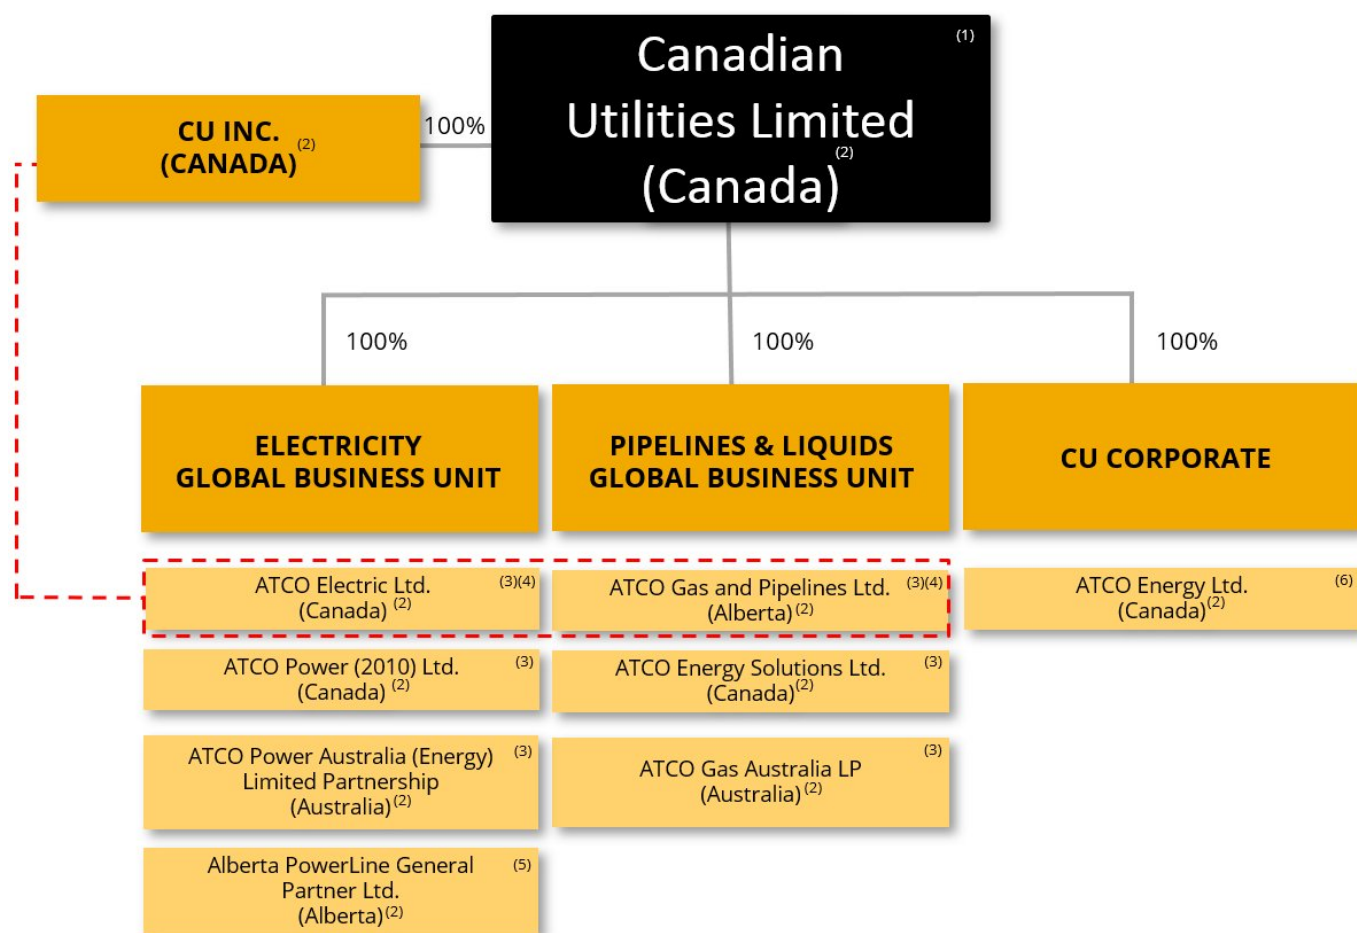 Canadian (1)
Utilities Limited
(Canada) (2)
CU INC.
(CANADA) (2)
100%
100%
100%
100%
ELECTRICITY
GLOBAL BUSINESS UNIT
PIPELINES & LIQUIDS
GLOBAL BUSINESS UNIT
CU CORPORATE
ATCO Electric Ltd. (3)(4)
(Canada) (2)
ATCO Gas and Pipelines Ltd. (3)(4)
(Alberta) (2)
ATCO Energy Ltd. (6)
(Canada) (2)
ATCO Power (2010) Ltd. (3)
(Canada) (2)
ATCO Energy Solutions Ltd. (3)
(Canada) (2)
ATCO Power Australia (Energy) (3)
Limited Partnership
(Australia) (2)
ATCO Gas Australia LP (3)
(Australia) (2)
Alberta PowerLine General (5)
Partner Ltd.
(Alberta) (2)